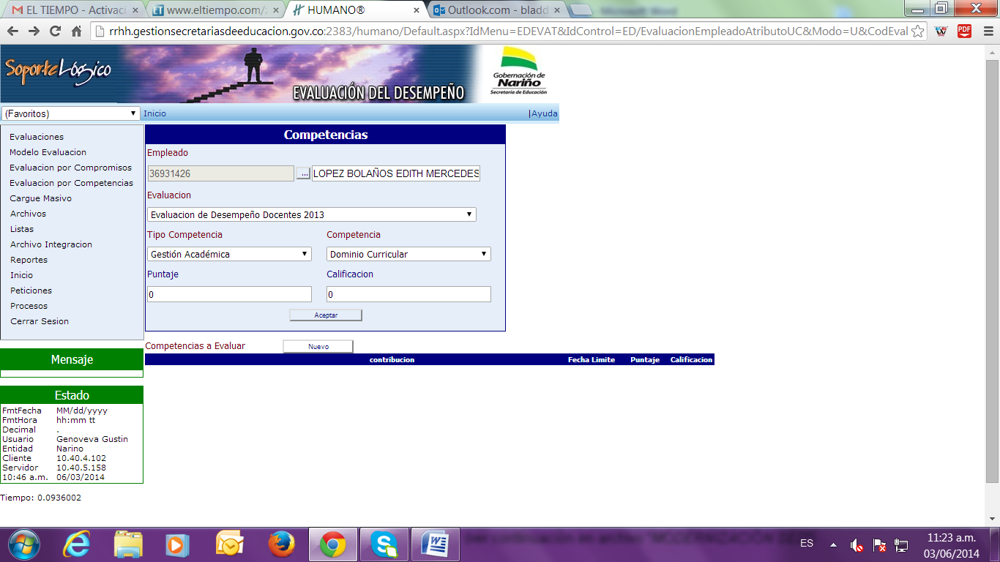 EL TIEMPO - Activaci
www.eltiempo.com/
HUMANO®
Outlook.com - bladd
Microsoft Word
rrhh.gestionsecretariasdeeducacion.gov.co:2383/humano/Default.aspx?IdMenu=EDEVAT&IdControl=ED/EvaluacionEmpleadoAtributoUC&Modo=U&CodEval
PDF
Soporte Lógico
EVALUACIÓN DEL DESEMPEÑO
Gobernación de
Nariño
Secretaría de Educación
(Favoritos)
Inicio
|Ayuda
Evaluaciones
Modelo Evaluacion
Evaluacion por Compromisos
Evaluacion por Competencias
Cargue Masivo
Archivos
Listas
Archivo Integracion
Reportes
Inicio
Peticiones
Procesos
Cerrar Sesion
Competencias
Empleado
36931426 ... LOPEZ BOLAÑOS EDITH MERCEDES
Evaluacion
Evaluacion de Desempeño Docentes 2013
Tipo Competencia Competencia
Gestión Académica Dominio Curricular
Puntaje Calificacion
0 0
Aceptar
Competencias a Evaluar Nuevo
contribucion Fecha Limite Puntaje Calificacion
Mensaje
Estado
FmtFecha MM/dd/yyyy
FmtHora hh:mm tt
Decimal .
Usuario Genoveva Gustin
Entidad Narino
Cliente 10.40.4.102
Servidor 10.40.5.158
10:46 a.m. 06/03/2014
Tiempo: 0.0936002
ES
11:23 a.m.
03/06/2014